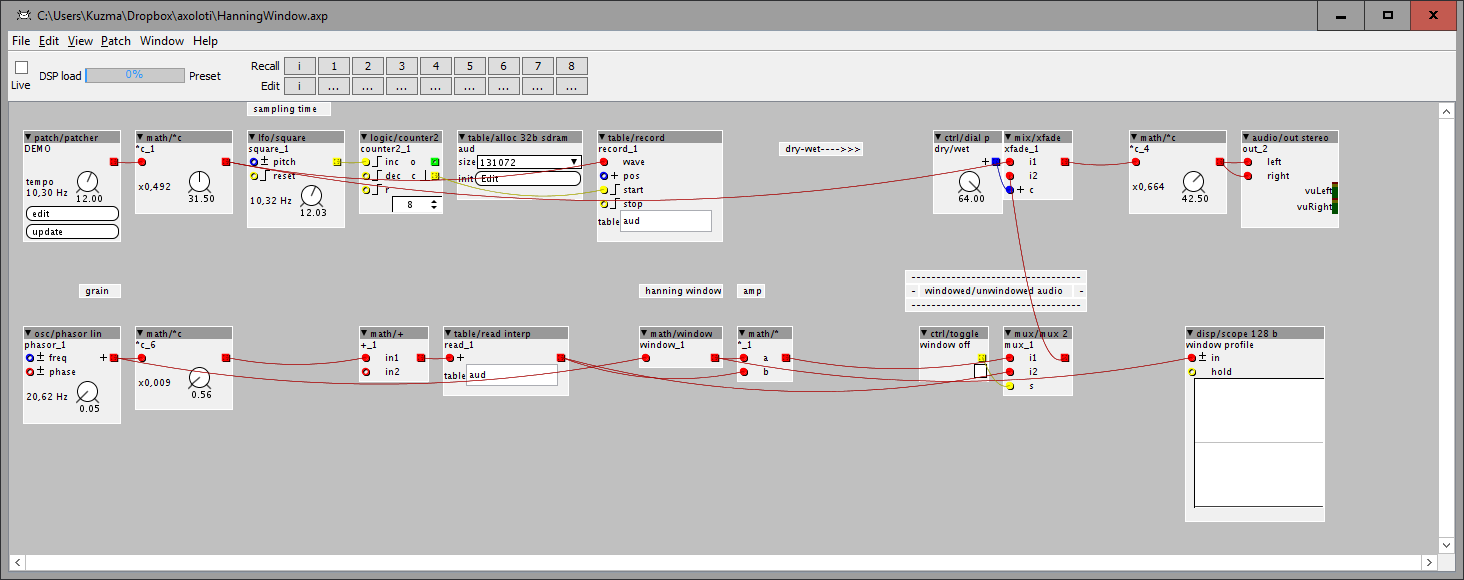 C:\Users\Kuzma\Dropbox\axoloti\HanningWindow.axp
File Edit View Patch Window Help
Live
DSP load 0% Preset
Recall i 1 2 3 4 5 6 7 8
Edit i ... ... ... ... ... ... ... ...
sampling time
patch/patcher
DEMO
tempo
10,30 Hz
12.00
edit
update
math/*c
*c_1
x0,492
31.50
lfo/square
square_1
pitch
reset
10,32 Hz
12.03
logic/counter2
counter2_1
inc o
dec c
r
8
table/alloc 32b sdram
aud
size 131072
init Edit
table/record
record_1
wave
pos
start
stop
table aud
dry-wet---->>>
ctrl/dial p
dry/wet
64.00
mix/xfade
xfade_1
i1
i2
c
math/*c
*c_4
x0,664
42.50
audio/out stereo
out_2
left
right
vuLeft
vuRight
grain
hanning window
amp
--------------------------------
- windowed/unwindowed audio -
--------------------------------
osc/phasor lin
phasor_1
freq
phase
20,62 Hz
0.05
math/*c
*c_6
x0,009
0.56
math/+
+_1
in1
in2
table/read interp
read_1
table aud
math/window
window_1
math/*
*_1
a
b
ctrl/toggle
window off
mux/mux 2
mux_1
i1
i2
s
disp/scope 128 b
window profile
in
hold